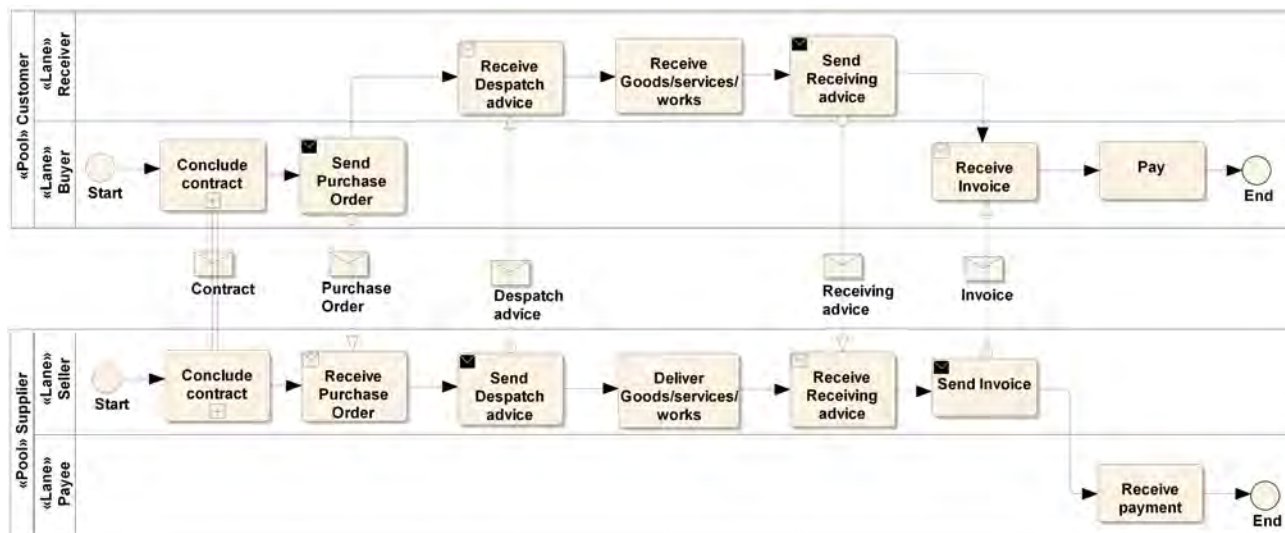 «Pool» Customer
«Lane»
Receiver
Receive
Despatch
advice
Receive
Goods/services/
works
Send
Receiving
advice
«Lane»
Buyer
Start
Conclude
contract
Send
Purchase
Order
Receive
Invoice
Pay
End
Contract
Purchase
Order
Despatch
advice
Receiving
advice
Invoice
«Pool» Supplier
«Lane»
Seller
Start
Conclude
contract
Receive
Purchase
Order
Send
Despatch
advice
Deliver
Goods/services/
works
Receive
Receiving
advice
Send Invoice
«Lane»
Payee
Receive
payment
End